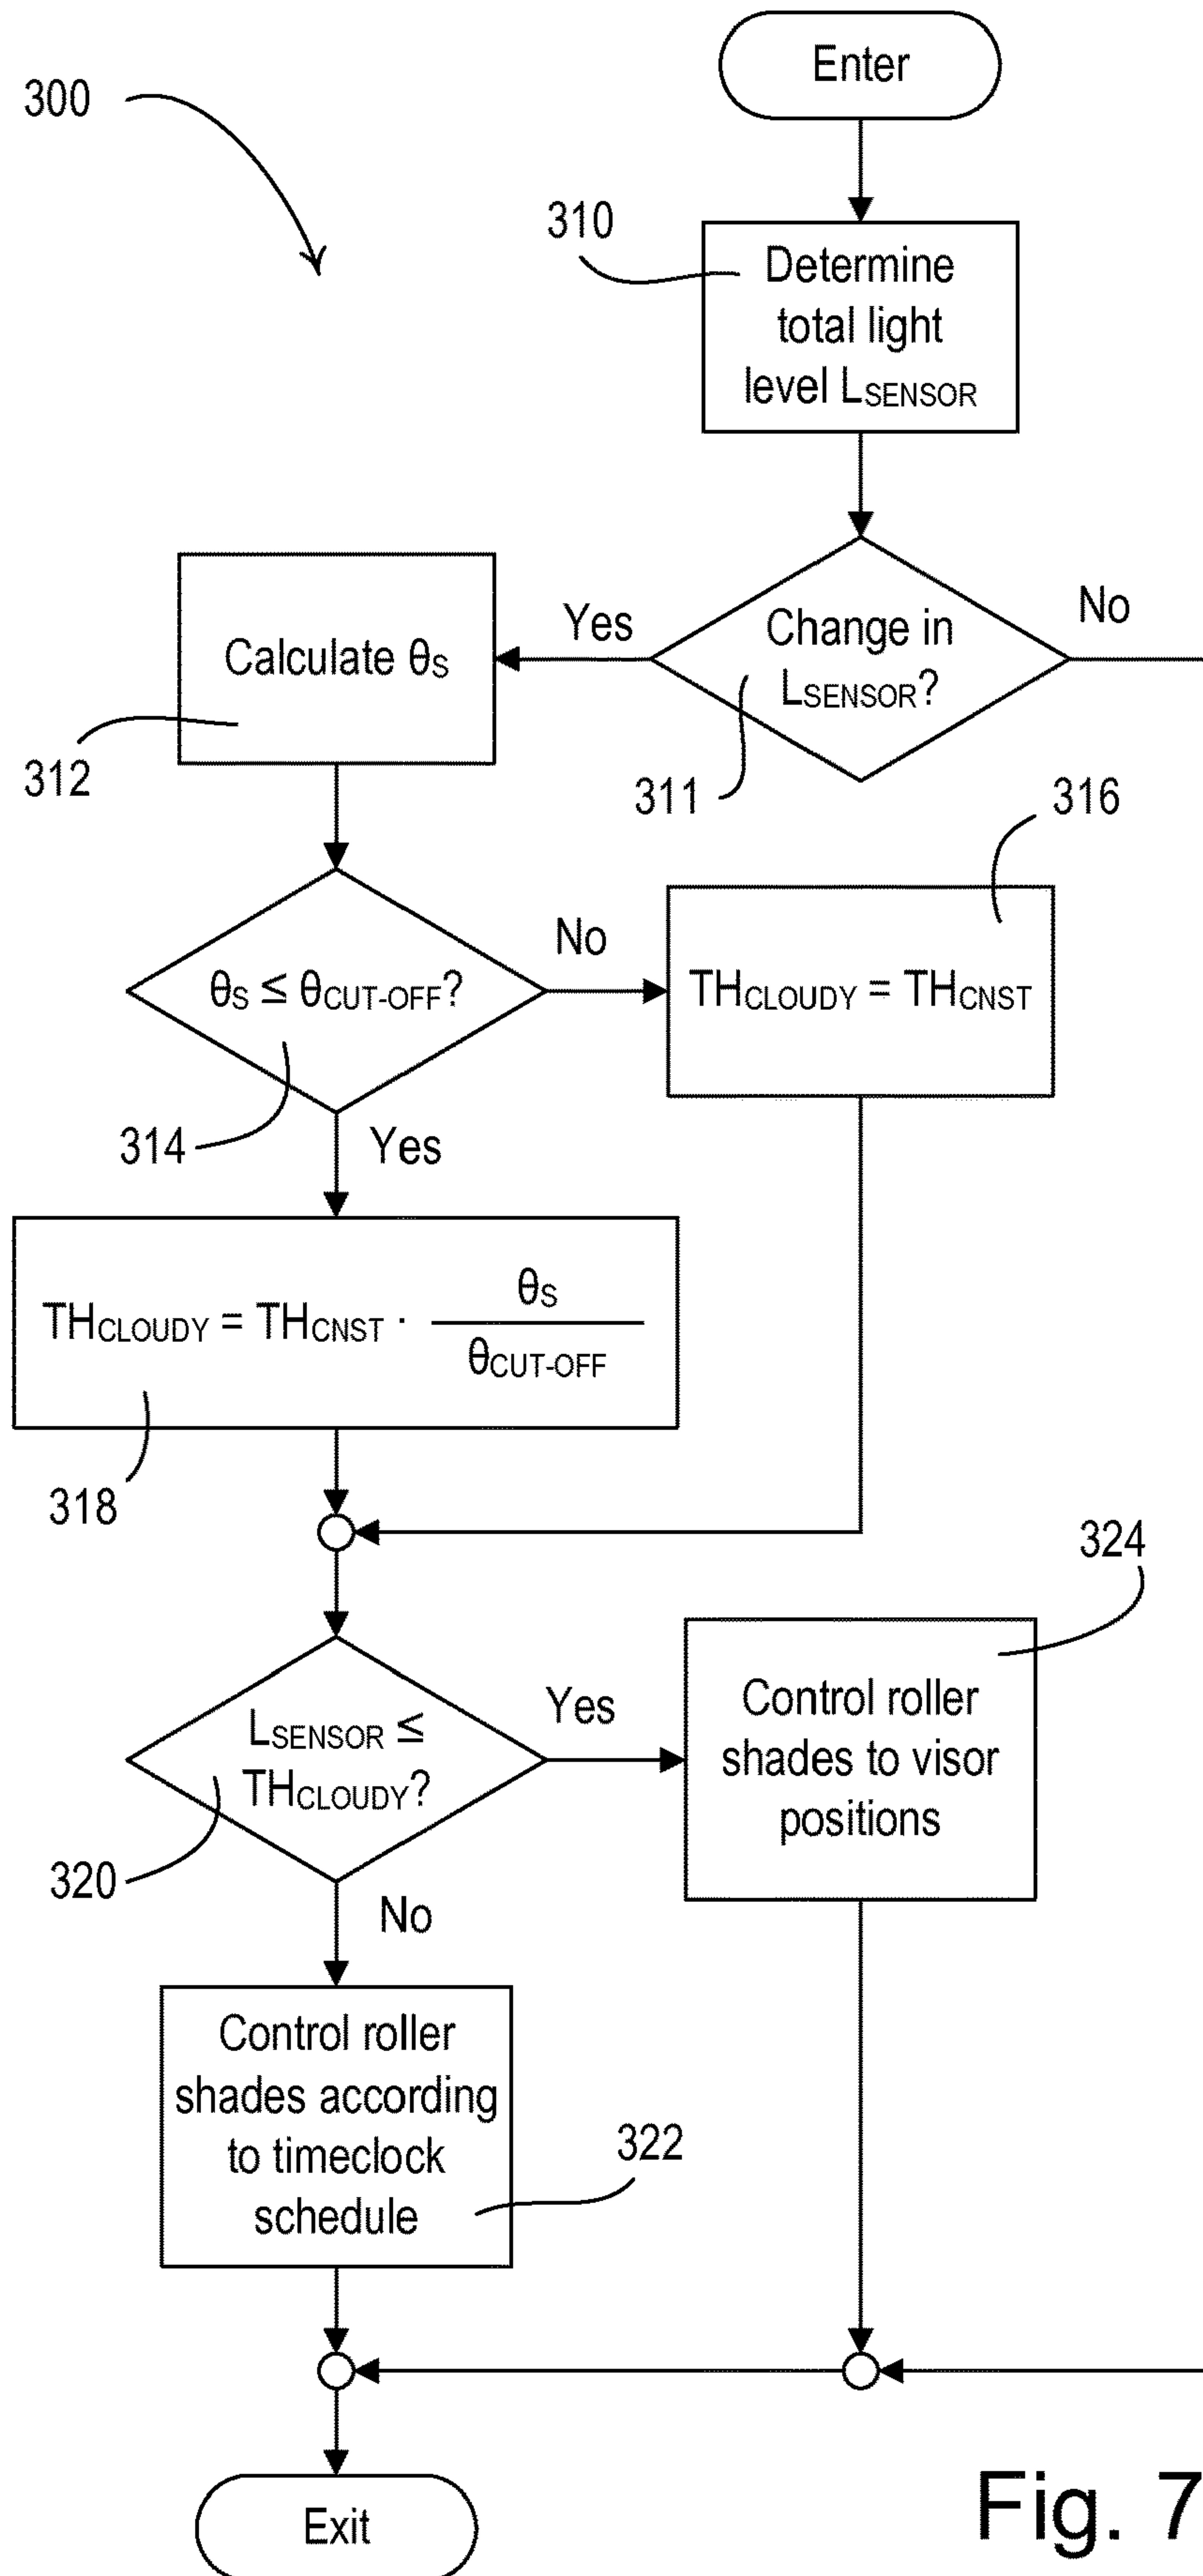 Enter
300
310
Determine
total light
level LSENSOR
Yes
Change in
LSENSOR?
No
Calculate θS
312
311
316
θS ≤ θCUT-OFF?
No
THCLOUDY = THCNST
314
Yes
THCLOUDY = THCNST · θS
θCUT-OFF
318
324
LSENSOR ≤
THCLOUDY?
Yes
Control roller
shades to visor
positions
320
No
Control roller
shades according
to timeclock
schedule
322
Exit
Fig. 7